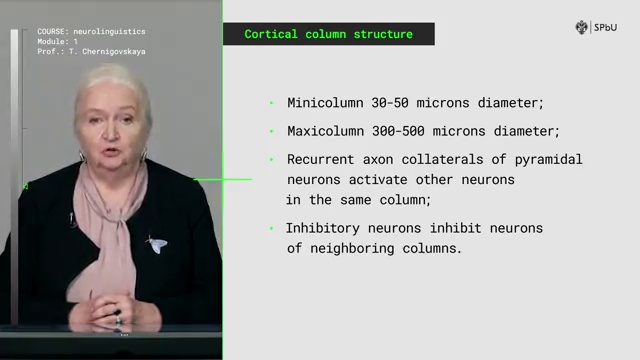 COURSE: neurolinguistics
Module: 1
Prof.: T. Chernigovskaya
Cortical column structure
SPbU
• Minicolumn 30-50 microns diameter;
• Maxicolumn 300-500 microns diameter;
• Recurrent axon collaterals of pyramidal
neurons activate other neurons
in the same column;
• Inhibitory neurons inhibit neurons
of neighboring columns.